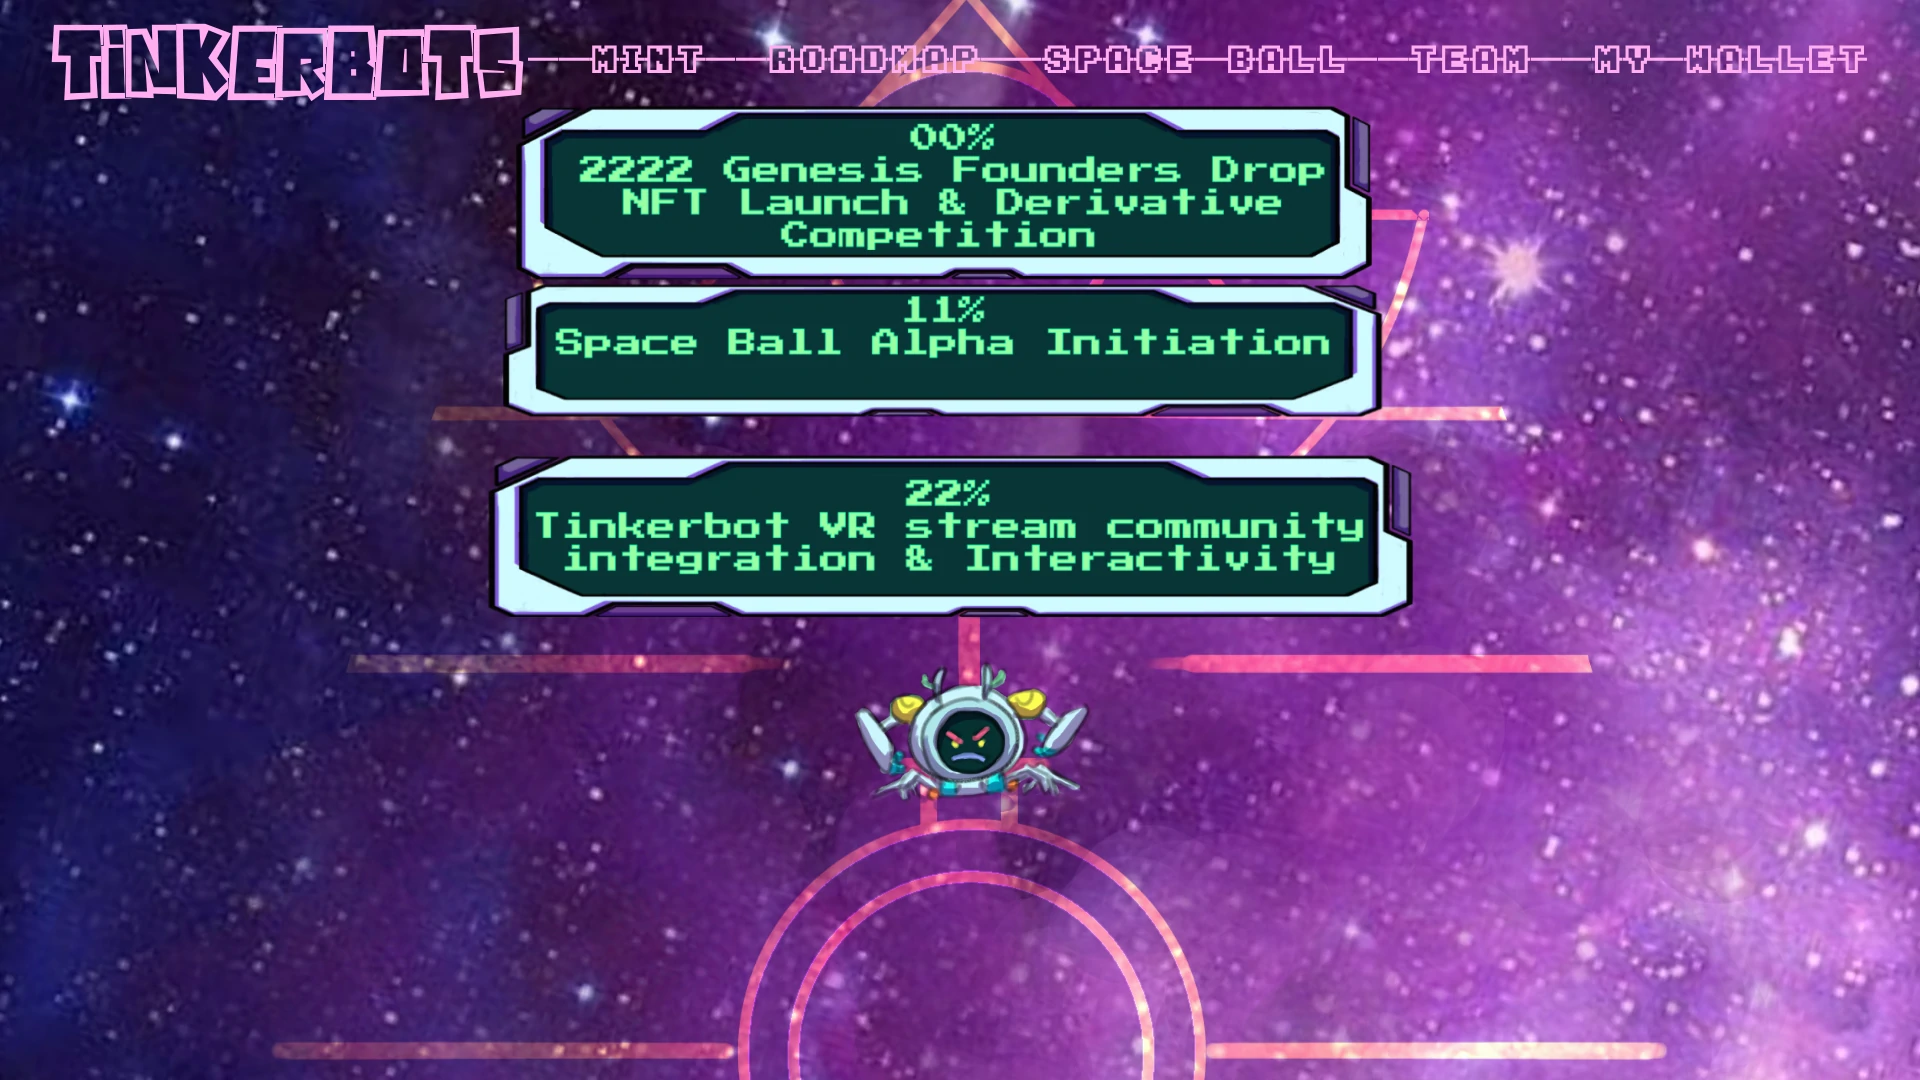 TiNKERBOTS MINT ROADMAP SPACE BALL TEAM MY WALLET
00%
2222 Genesis Founders Drop
NFT Launch & Derivative
Competition
11%
Space Ball Alpha Initiation
22%
Tinkerbot VR stream community
integration & Interactivity